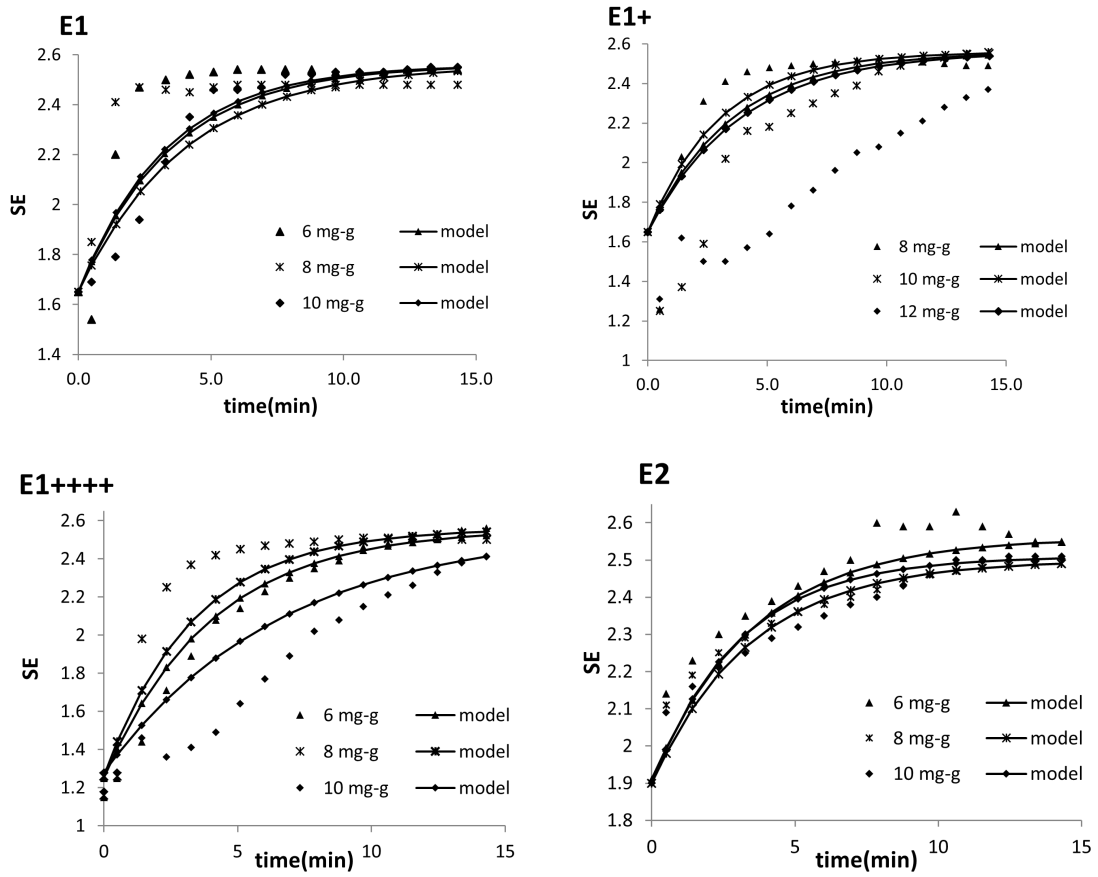 E1
2.6
2.4
2.2
2
1.8
1.6
1.4
SE
6 mg-g model
8 mg-g model
10 mg-g model
0.0 5.0 10.0 15.0
time(min)
E1+
2.6
2.4
2.2
2
1.8
1.6
1.4
1.2
1
SE
8 mg-g model
10 mg-g model
12 mg-g model
0.0 5.0 10.0 15.0
time(min)
E1++++
2.6
2.4
2.2
2
1.8
1.6
1.4
1.2
1
SE
6 mg-g model
8 mg-g model
10 mg-g model
0 5 10 15
time(min)
E2
2.6
2.5
2.4
2.3
2.2
2.1
2
1.9
1.8
SE
6 mg-g model
8 mg-g model
10 mg-g model
0 5 10 15
time(min)